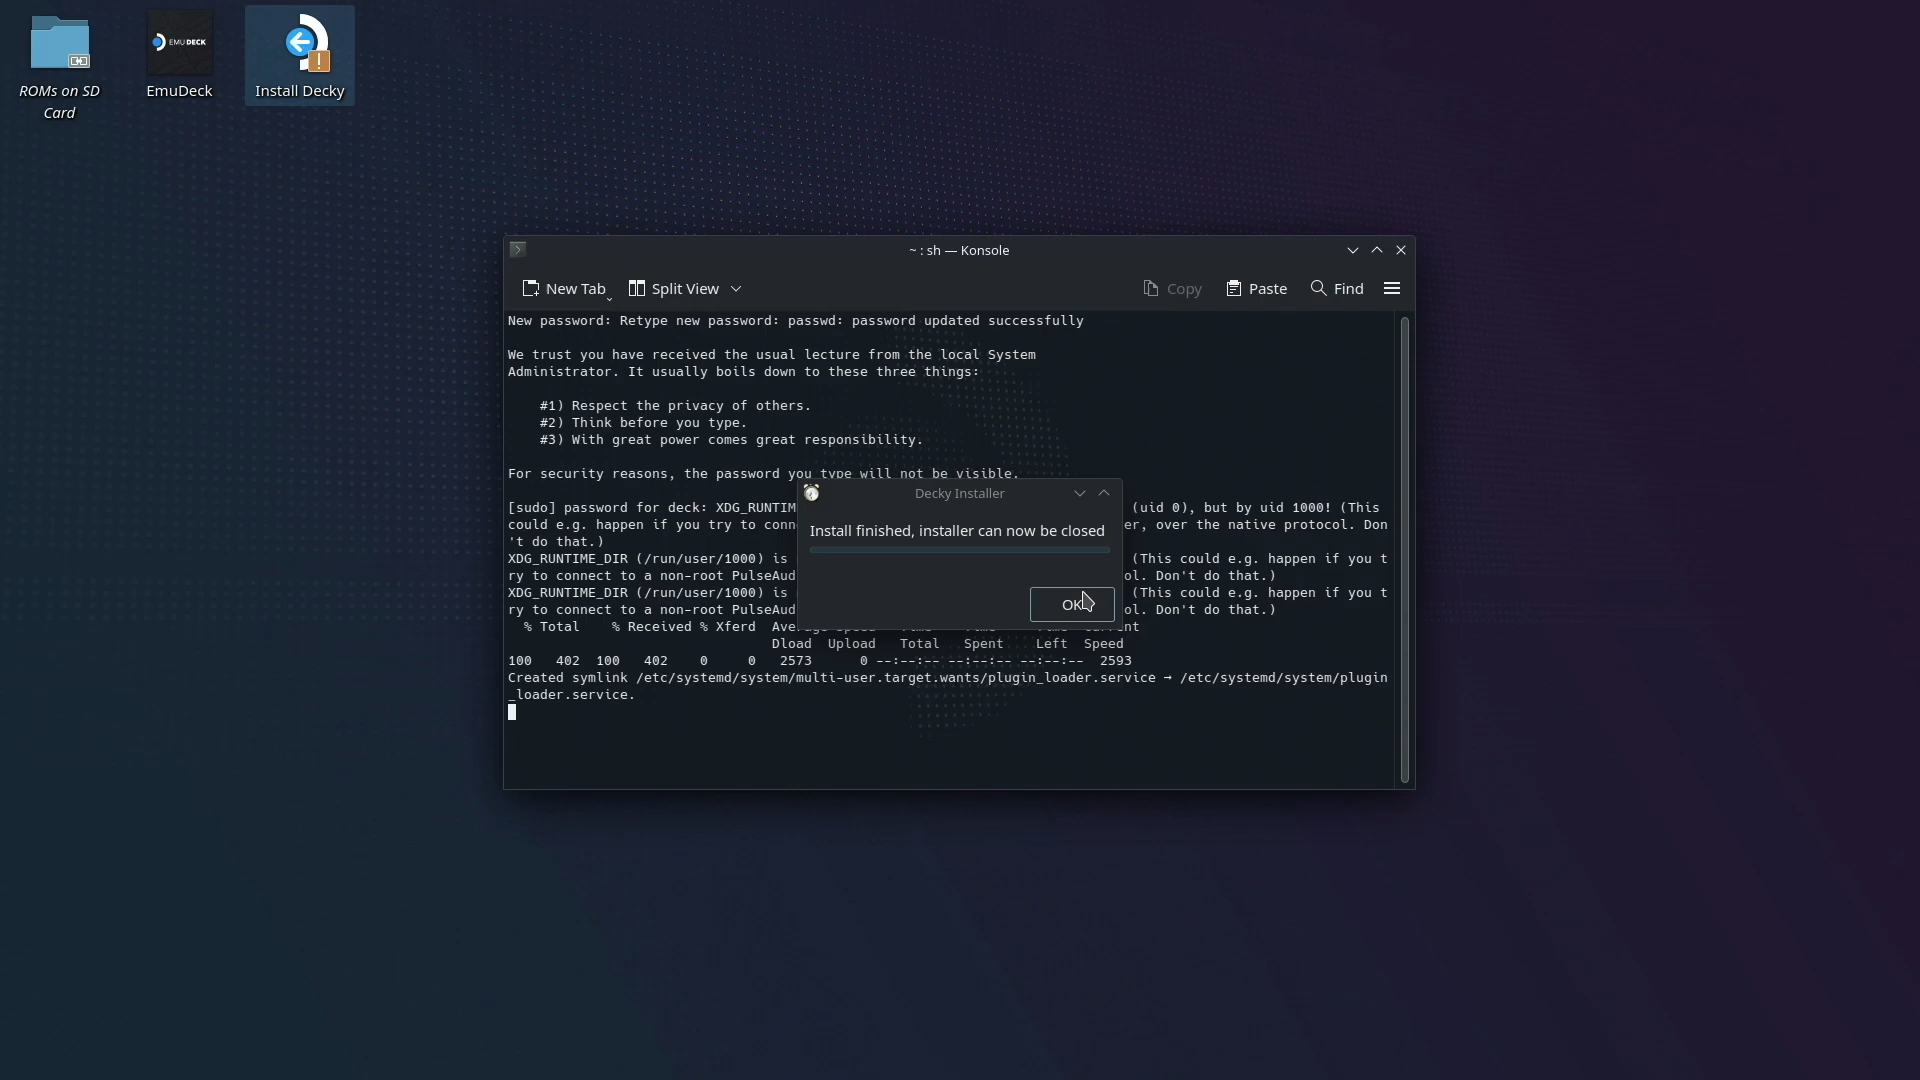 ROMs on SD
Card
EMUDECK
EmuDeck
Install Decky
~ : sh — Konsole
New Tab
Split View
Copy
Paste
Find
New password: Retype new password: passwd: password updated successfully
We trust you have received the usual lecture from the local System
Administrator. It usually boils down to these three things:
#1) Respect the privacy of others.
#2) Think before you type.
#3) With great power comes great responsibility.
For security reasons, the password you type will not be visible.
[sudo] password for deck: XDG_RUNTIM (uid 0), but by uid 1000! (This
could e.g. happen if you try to conn er, over the native protocol. Don
't do that.)
XDG_RUNTIME_DIR (/run/user/1000) is (This could e.g. happen if you t
ry to connect to a non-root PulseAud ol. Don't do that.)
XDG_RUNTIME_DIR (/run/user/1000) is (This could e.g. happen if you t
ry to connect to a non-root PulseAud ol. Don't do that.)
% Total % Received % Xferd
Dload Upload Total Spent Left Speed
100 402 100 402 0 0 2573 0 --:--:-- --:--:-- --:--:-- 2593
Created symlink /etc/systemd/system/multi-user.target.wants/plugin_loader.service → /etc/systemd/system/plugin
_loader.service.
Decky Installer
Install finished, installer can now be closed
OK